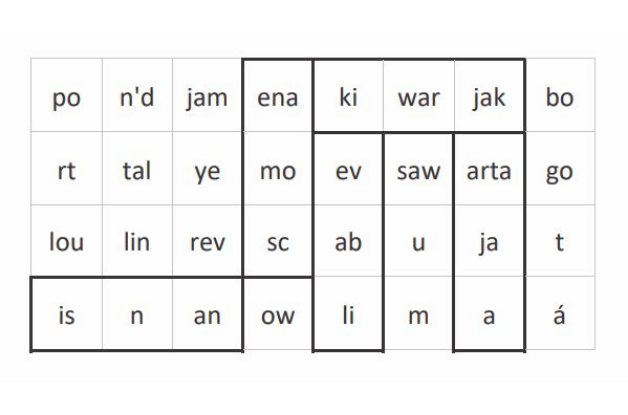 po n'd jam ena ki war jak bo
rt tal ye mo ev saw arta go
lou lin rev sc ab u ja t
is n an ow li m a á